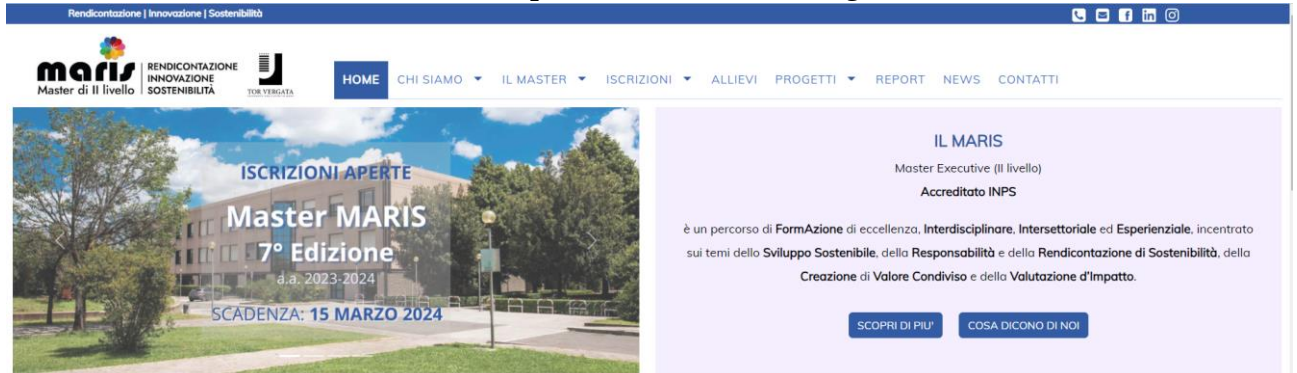 Rendicontazione | Innovazione | Sostenibilità
maris
Master di II livello
RENDICONTAZIONE
INNOVAZIONE
SOSTENIBILITÀ
TOR VERGATA
HOME CHI SIAMO IL MASTER ISCRIZIONI ALLIEVI PROGETTI REPORT NEWS CONTATTI
ISCRIZIONI APERTE
Master MARIS
7° Edizione
a.a. 2023-2024
SCADENZA: 15 MARZO 2024
IL MARIS
Master Executive (II livello)
Accreditato INPS
è un percorso di FormAzione di eccellenza, Interdisciplinare, Intersettoriale ed Esperienziale, incentrato
sui temi dello Sviluppo Sostenibile, della Responsabilità e della Rendicontazione di Sostenibilità, della
Creazione di Valore Condiviso e della Valutazione d'Impatto.
SCOPRI DI PIU' COSA DICONO DI NOI